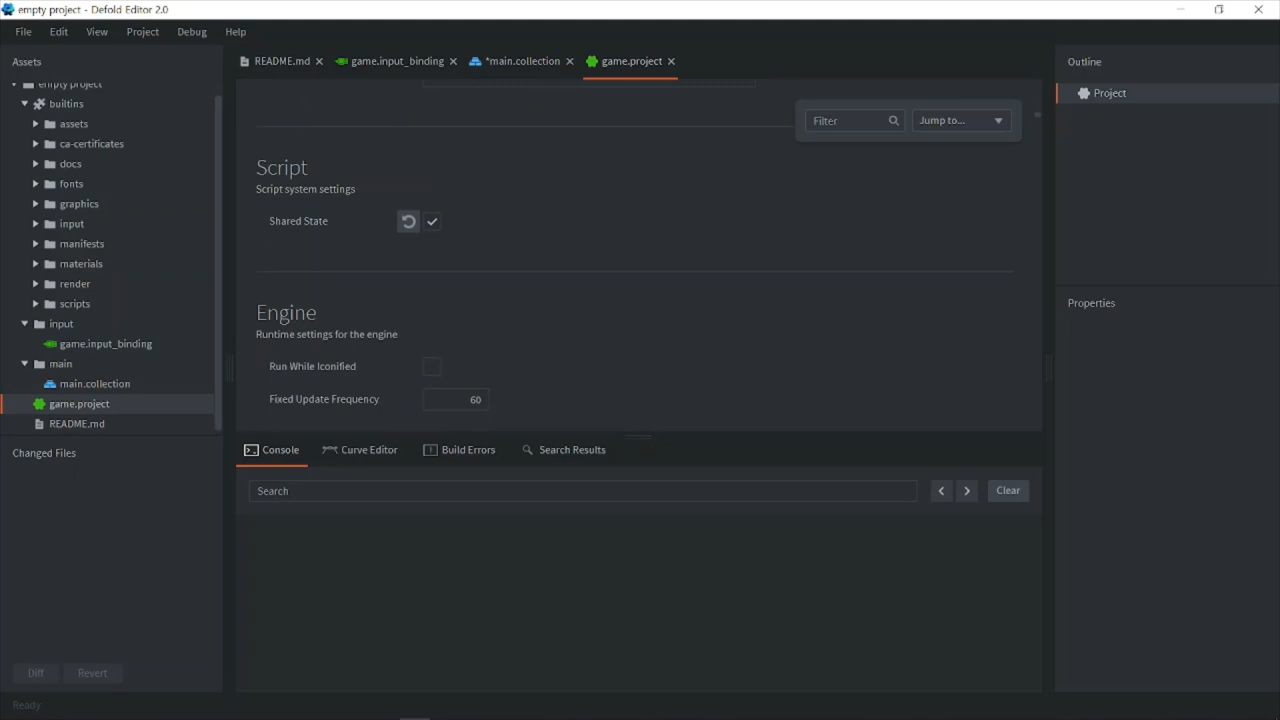 empty project - Defold Editor 2.0
File Edit View Project Debug Help
Assets
empty project
builtins
assets
ca-certificates
docs
fonts
graphics
input
manifests
materials
render
scripts
input
game.input_binding
main
main.collection
game.project
README.md
Changed Files
Diff Revert
Ready
README.md game.input_binding *main.collection game.project
Filter Jump to...
Script
Script system settings
Shared State
Engine
Runtime settings for the engine
Run While Iconified
Fixed Update Frequency 60
Console Curve Editor Build Errors Search Results
Search Clear
Outline
Project
Properties